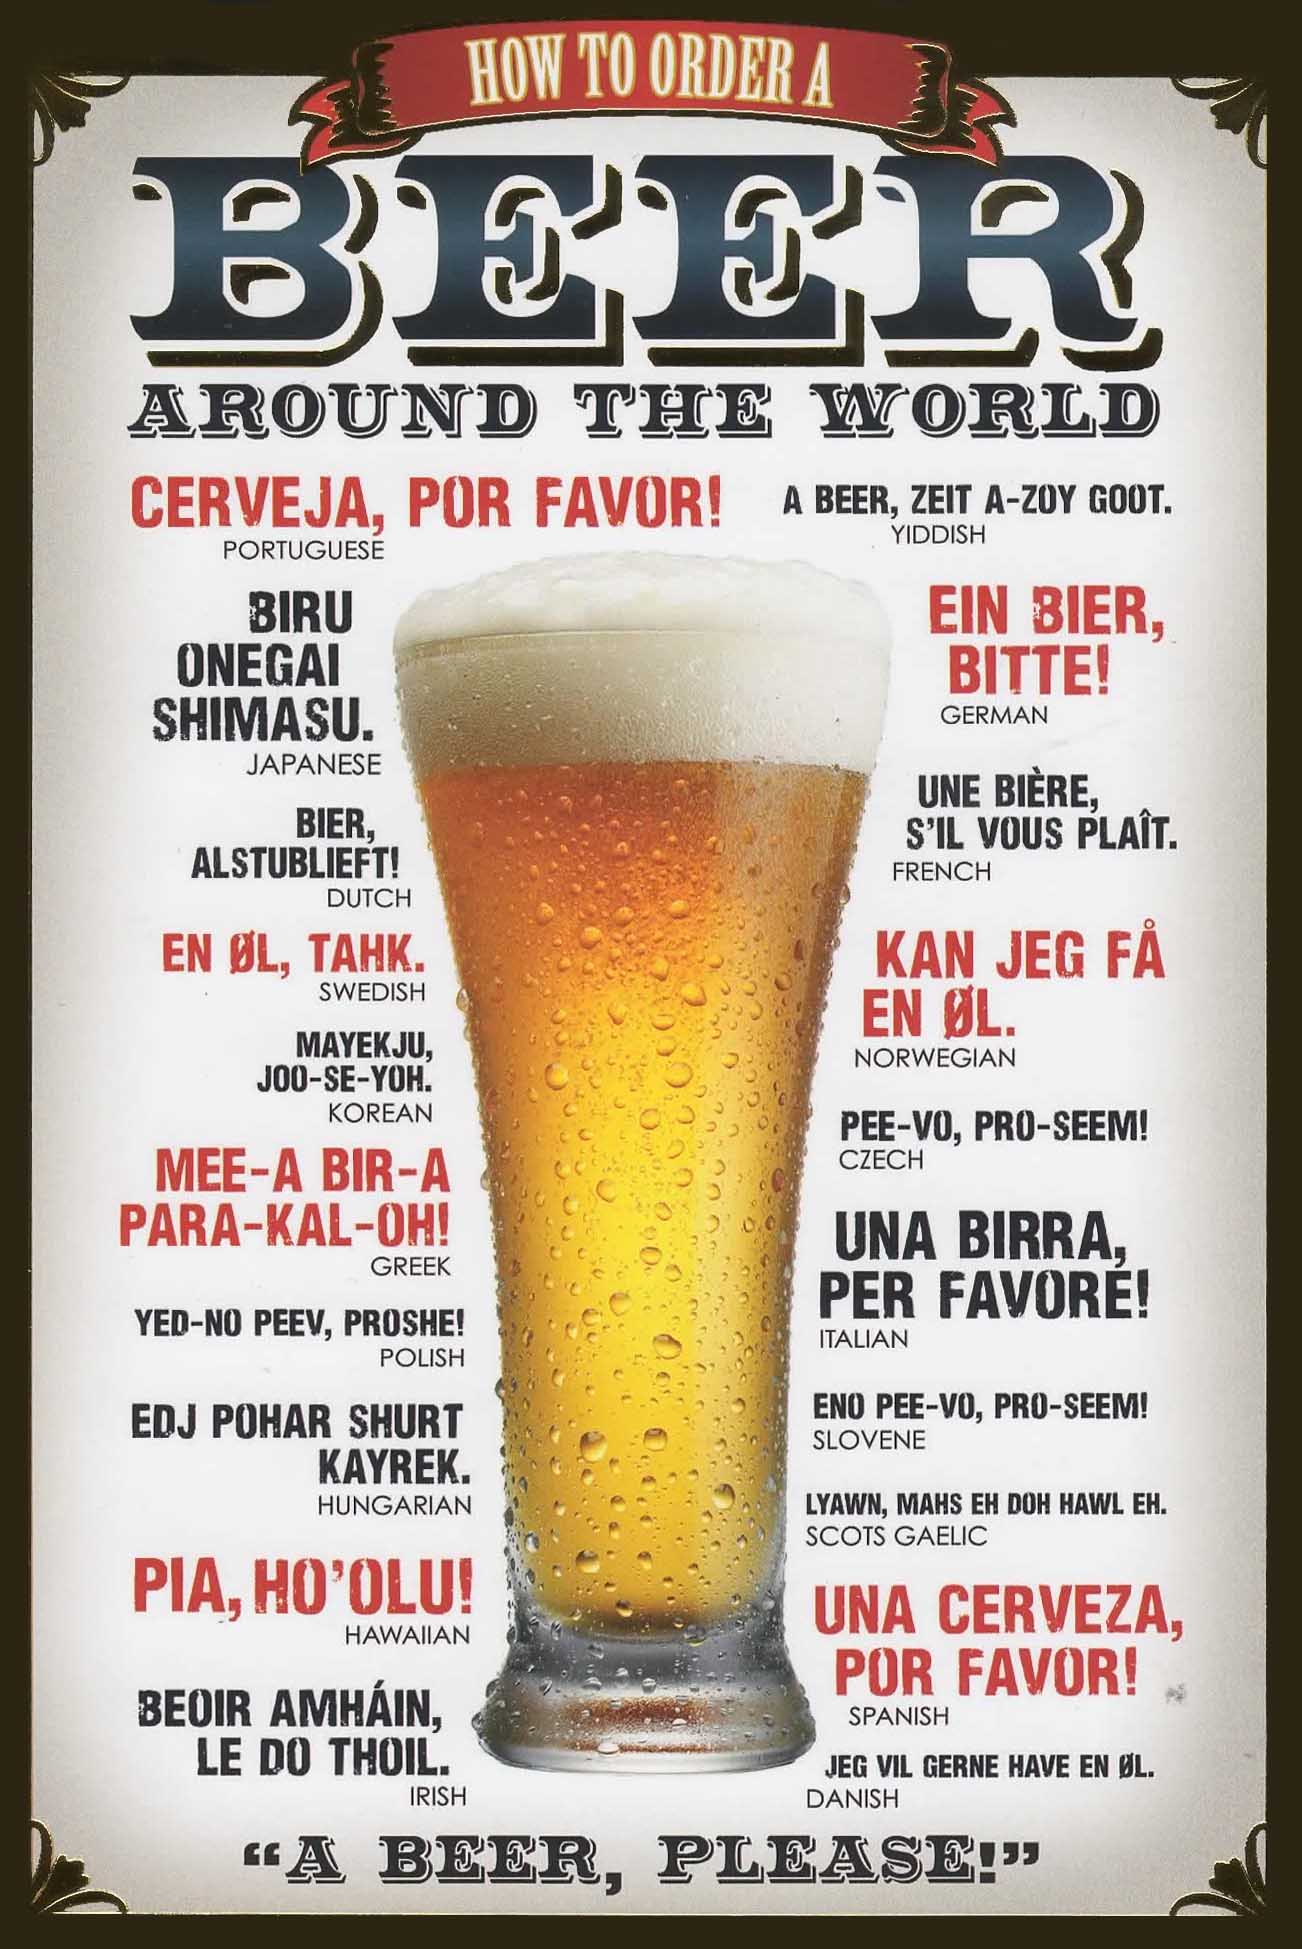 HOW TO ORDER A
BEER
AROUND THE WORLD
CERVEJA, POR FAVOR!
PORTUGUESE
BIRU
ONEGAI
SHIMASU.
JAPANESE
BIER,
ALSTUBLIEFT!
DUTCH
EN ØL, TAHK.
SWEDISH
MAYEKJU,
JOO-SE-YOH.
KOREAN
MEE-A BIR-A
PARA-KAL-OH!
GREEK
YED-NO PEEV, PROSHE!
POLISH
EDJ POHAR SHURT
KAYREK.
HUNGARIAN
PIA, HO'OLU!
HAWAIIAN
BEOIR AMHÁIN,
LE DO THOIL.
IRISH
A BEER, ZEIT A-ZOY GOOT.
YIDDISH
EIN BIER,
BITTE!
GERMAN
UNE BIÈRE,
S'IL VOUS PLAÎT.
FRENCH
KAN JEG FÅ
EN ØL.
NORWEGIAN
PEE-VO, PRO-SEEM!
CZECH
UNA BIRRA,
PER FAVORE!
ITALIAN
ENO PEE-VO, PRO-SEEM!
SLOVENE
LYAWN, MAHS EH DOH HAWL EH.
SCOTS GAELIC
UNA CERVEZA,
POR FAVOR!
SPANISH
JEG VIL GERNE HAVE EN ØL.
DANISH
"A BEER, PLEASE!"